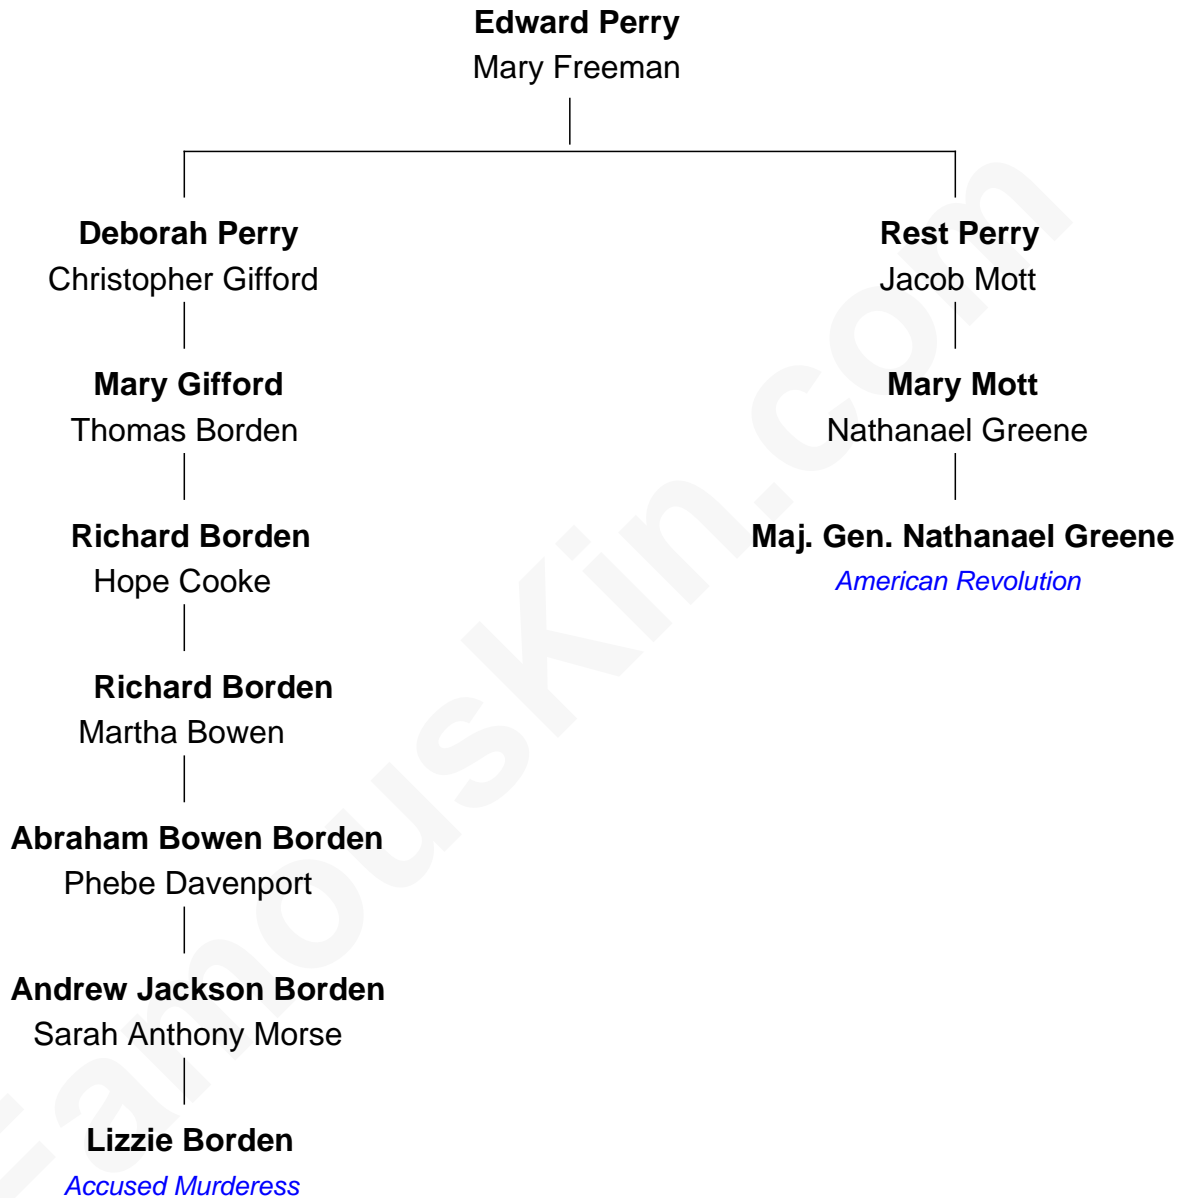 Edward Perry
Mary Freeman
Deborah Perry
Christopher Gifford
Rest Perry
Jacob Mott
Mary Gifford
Thomas Borden
Mary Mott
Nathanael Greene
Richard Borden
Hope Cooke
Maj. Gen. Nathanael Greene
American Revolution
Richard Borden
Martha Bowen
Abraham Bowen Borden
Phebe Davenport
Andrew Jackson Borden
Sarah Anthony Morse
Lizzie Borden
Accused Murderess
FamousKin.com